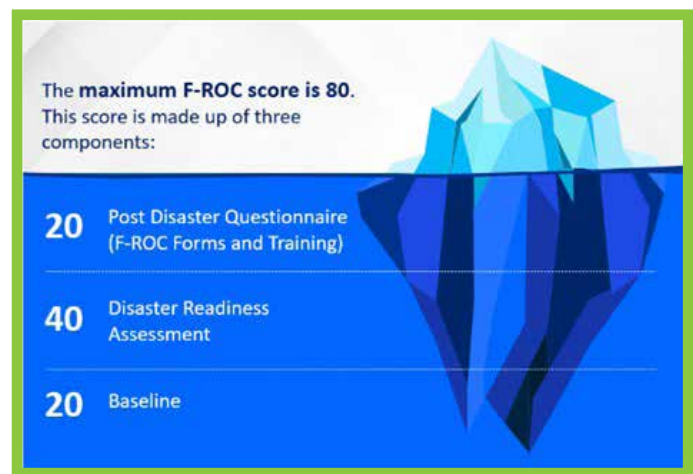 The maximum F-ROC score is 80.
This score is made up of three
components:
20 Post Disaster Questionnaire
(F-ROC Forms and Training)
40 Disaster Readiness
Assessment
20 Baseline